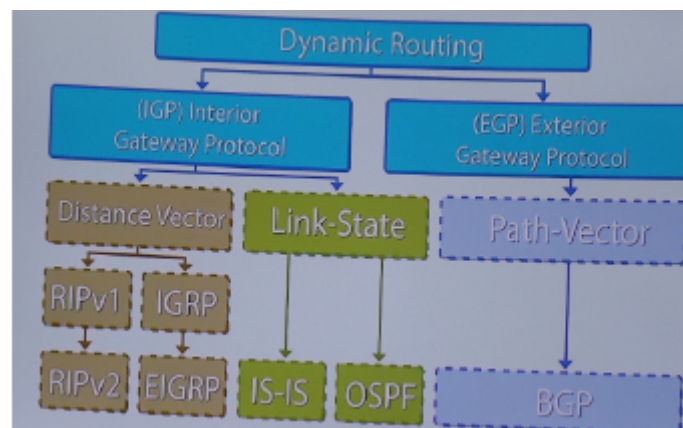 Dynamic Routing
(IGP) Interior
Gateway Protocol
(EGP) Exterior
Gateway Protocol
Distance Vector
Link-State
Path-Vector
RIPv1
IGRP
RIPv2
EIGRP
IS-IS
OSPF
BGP